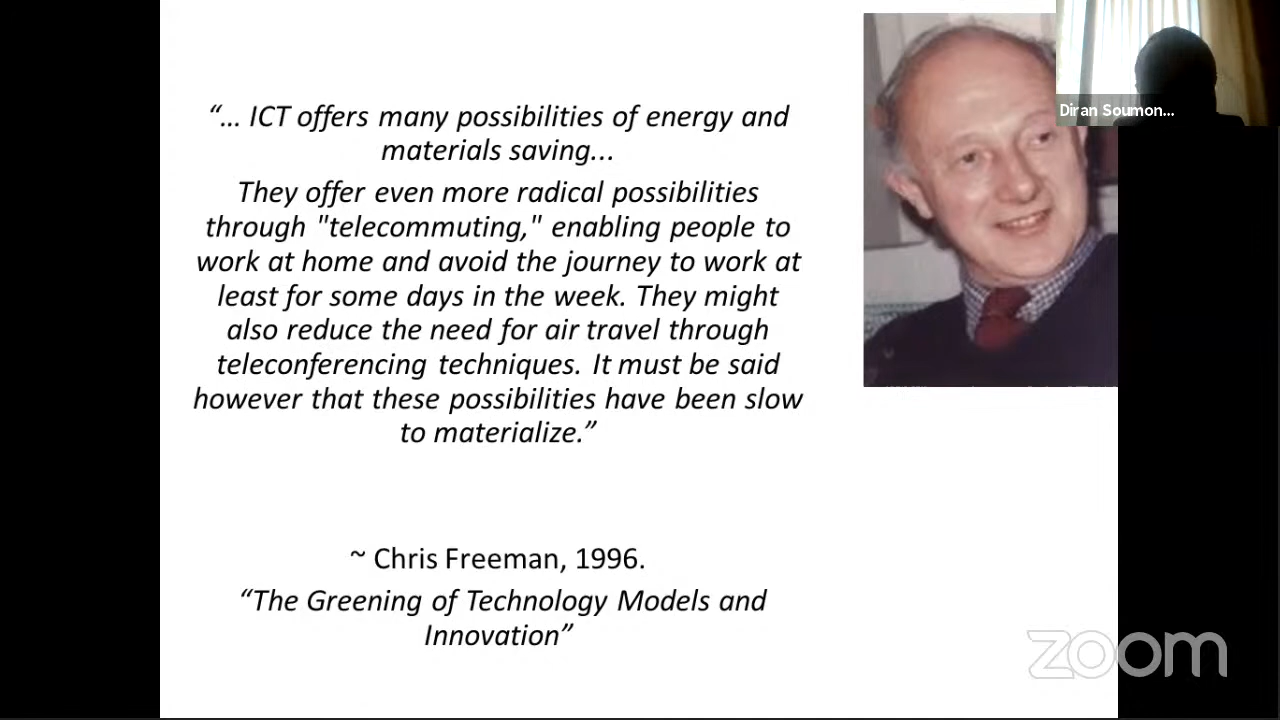 “... ICT offers many possibilities of energy and
materials saving...
They offer even more radical possibilities
through "telecommuting," enabling people to
work at home and avoid the journey to work at
least for some days in the week. They might
also reduce the need for air travel through
teleconferencing techniques. It must be said
however that these possibilities have been slow
to materialize.”
~ Chris Freeman, 1996.
“The Greening of Technology Models and
Innovation”
Diran Soumon...
zoom